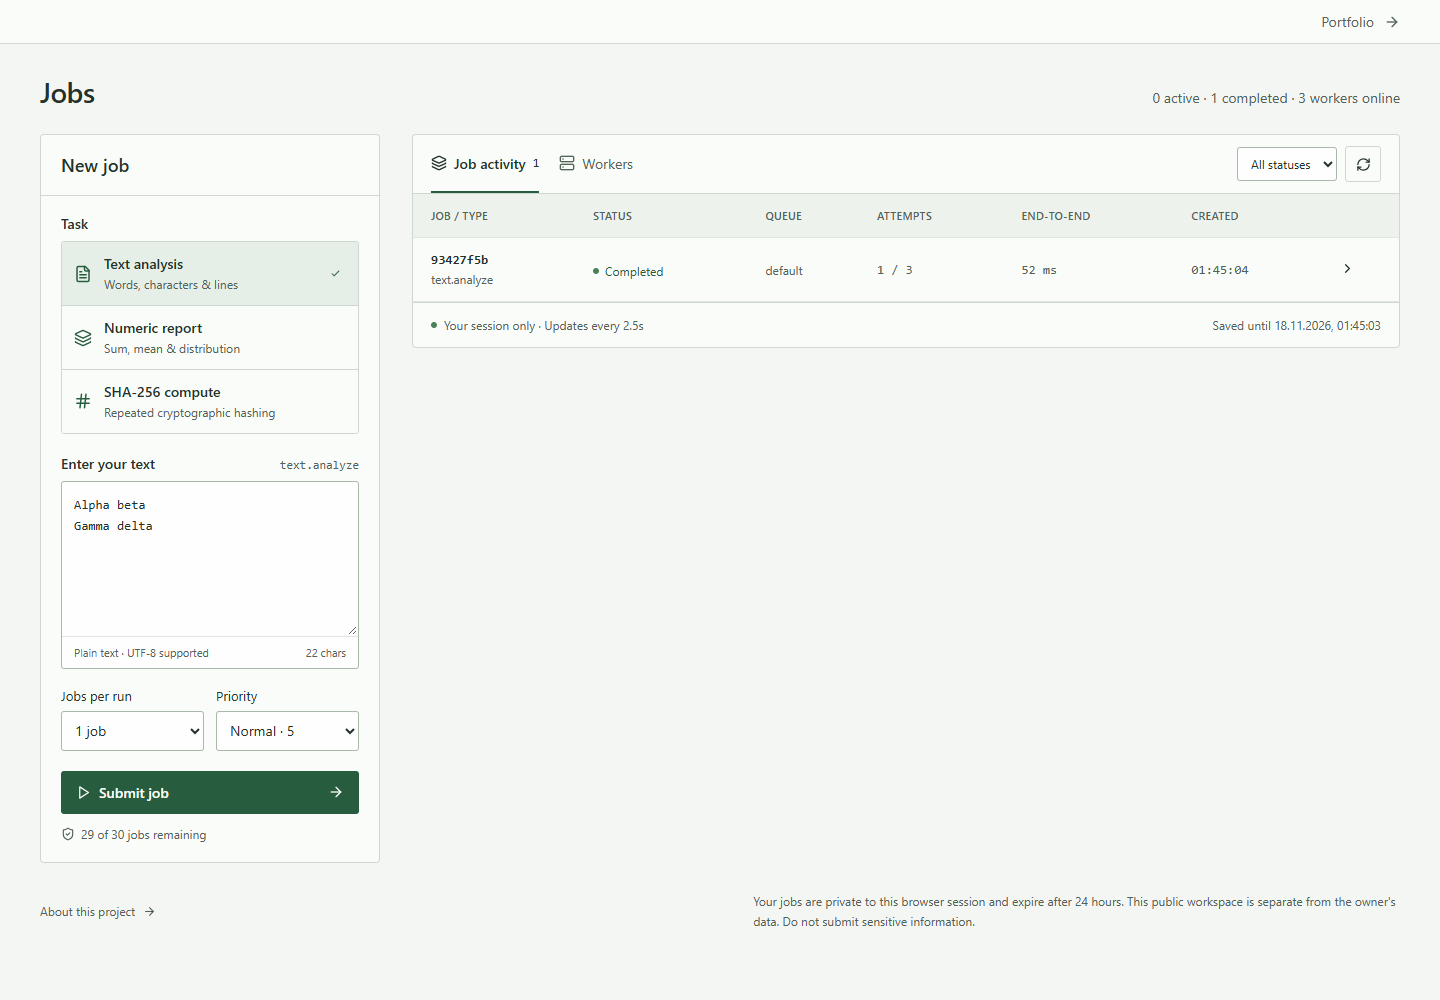 Portfolio
Jobs
0 active · 1 completed · 3 workers online
New job
Task
Text analysis
Words, characters & lines
Numeric report
Sum, mean & distribution
SHA-256 compute
Repeated cryptographic hashing
Enter your text text.analyze
Alpha beta
Gamma delta
Plain text · UTF-8 supported 22 chars
Jobs per run Priority
1 job Normal · 5
Submit job
29 of 30 jobs remaining
Job activity 1 Workers All statuses
JOB / TYPE STATUS QUEUE ATTEMPTS END-TO-END CREATED
93427f5b
text.analyze Completed default 1 / 3 52 ms 01:45:04
Your session only · Updates every 2.5s Saved until 18.11.2026, 01:45:03
About this project
Your jobs are private to this browser session and expire after 24 hours. This public workspace is separate from the owner's
data. Do not submit sensitive information.